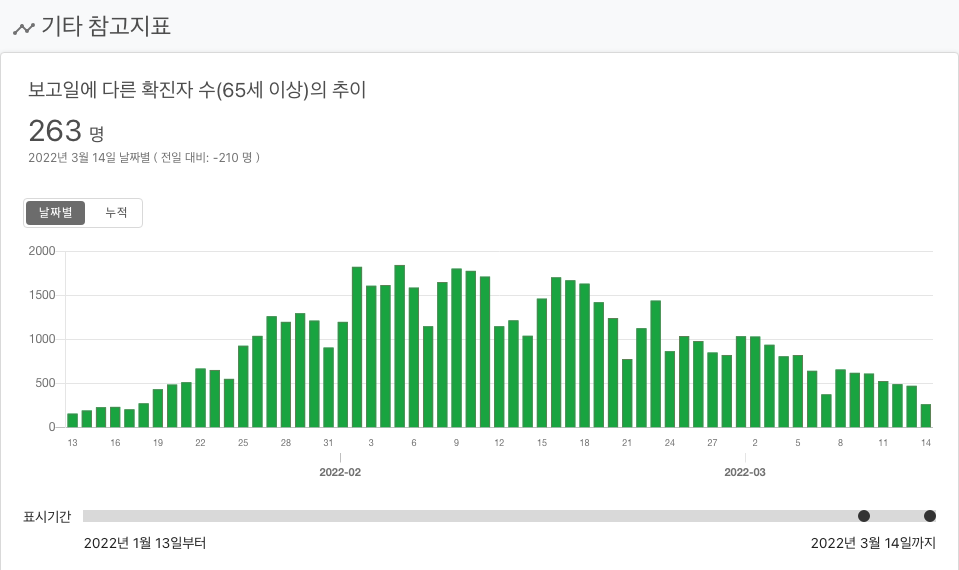 기타 참고지표
보고일에 다른 확진자 수(65세 이상)의 추이
263 명
2022년 3월 14일 날짜별 ( 전일 대비: -210 명 )
날짜별 누적
2000
1500
1000
500
0
13 16 19 22 25 28 31 3 6 9 12 15 18 21 24 27 2 5 8 11 14
2022-02 2022-03
표시기간
2022년 1월 13일부터 2022년 3월 14일까지